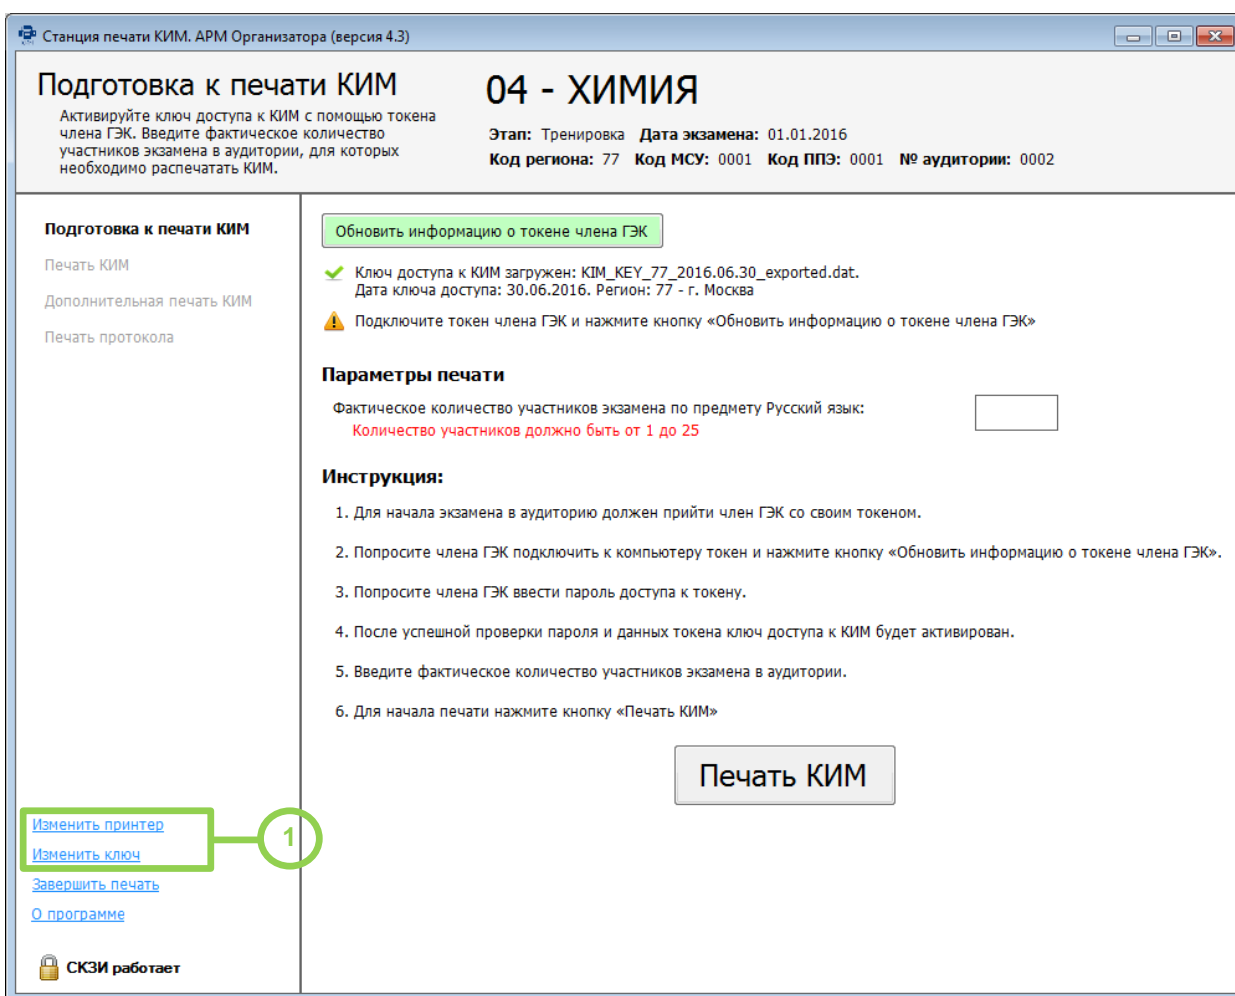 Станция печати КИМ. АРМ Организатора (версия 4.3)
Подготовка к печати КИМ
Активируйте ключ доступа к КИМ с помощью токена
члена ГЭК. Введите фактическое количество
участников экзамена в аудитории, для которых
необходимо распечатать КИМ.
04 - ХИМИЯ
Этап: Тренировка Дата экзамена: 01.01.2016
Код региона: 77 Код МСУ: 0001 Код ППЭ: 0001 № аудитории: 0002
Подготовка к печати КИМ
Печать КИМ
Дополнительная печать КИМ
Печать протокола
Обновить информацию о токене члена ГЭК
Ключ доступа к КИМ загружен: KIM_KEY_77_2016.06.30_exported.dat.
Дата ключа доступа: 30.06.2016. Регион: 77 - г. Москва
Подключите токен члена ГЭК и нажмите кнопку «Обновить информацию о токене члена ГЭК»
Параметры печати
Фактическое количество участников экзамена по предмету Русский язык:
Количество участников должно быть от 1 до 25
Инструкция:
1. Для начала экзамена в аудиторию должен прийти член ГЭК со своим токеном.
2. Попросите члена ГЭК подключить к компьютеру токен и нажмите кнопку «Обновить информацию о токене члена ГЭК».
3. Попросите члена ГЭК ввести пароль доступа к токену.
4. После успешной проверки пароля и данных токена ключ доступа к КИМ будет активирован.
5. Введите фактическое количество участников экзамена в аудитории.
6. Для начала печати нажмите кнопку «Печать КИМ»
Печать КИМ
Изменить принтер
Изменить ключ
1
Завершить печать
О программе
СКЗИ работает